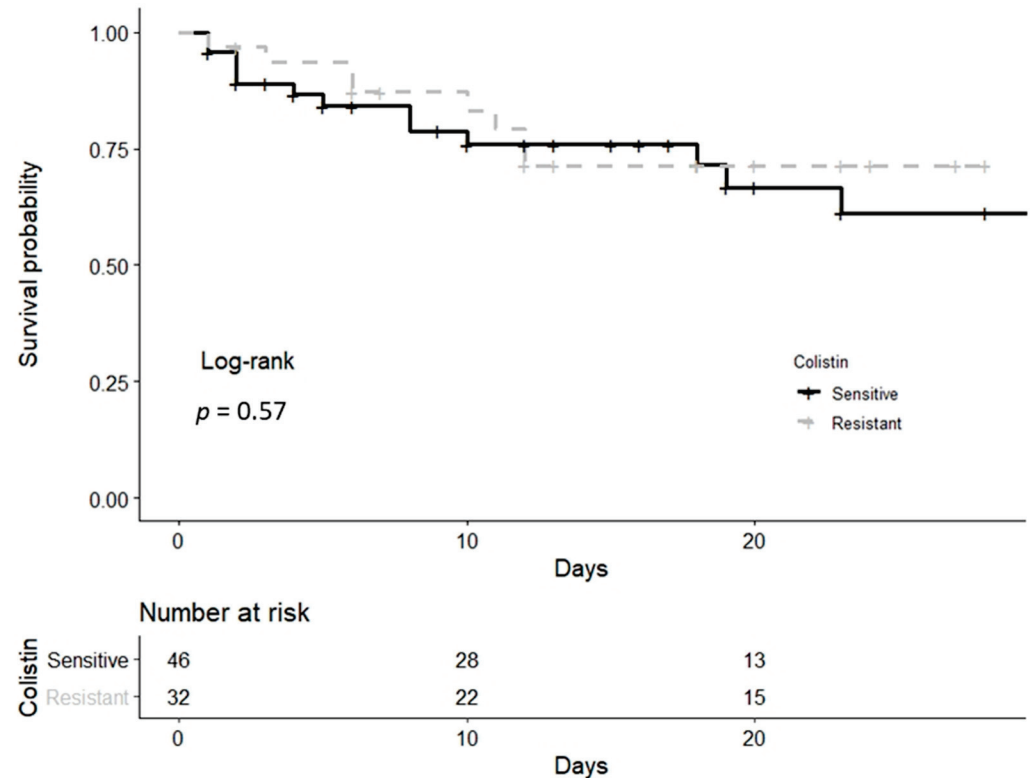 1.00
0.75
0.50
0.25
0.00
Survival probability
Log-rank
p = 0.57
Colistin
Sensitive
Resistant
0 10 20
Days
Number at risk
Colistin
Sensitive 46 28 13
Resistant 32 22 15
0 10 20
Days